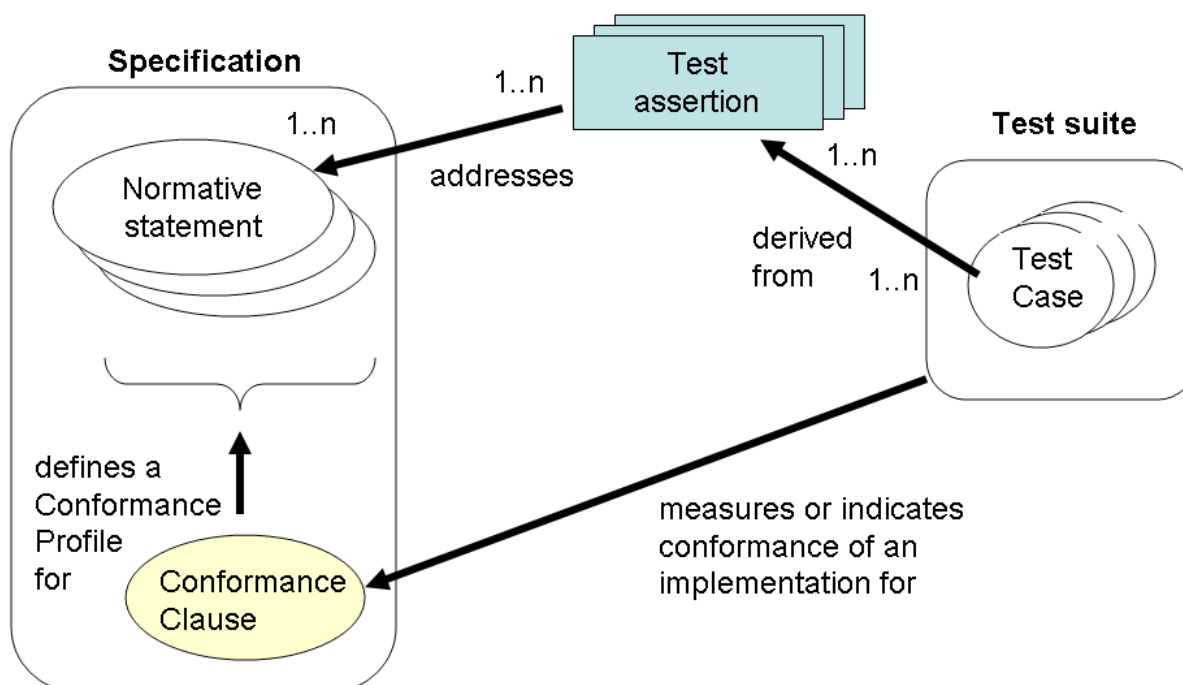 Specification
1..n
Normative
statement
defines a
Conformance
Profile
for
Conformance
Clause
1..n
addresses
Test
assertion
1..n
derived
from
1..n
Test suite
Test
Case
measures or indicates
conformance of an
implementation for